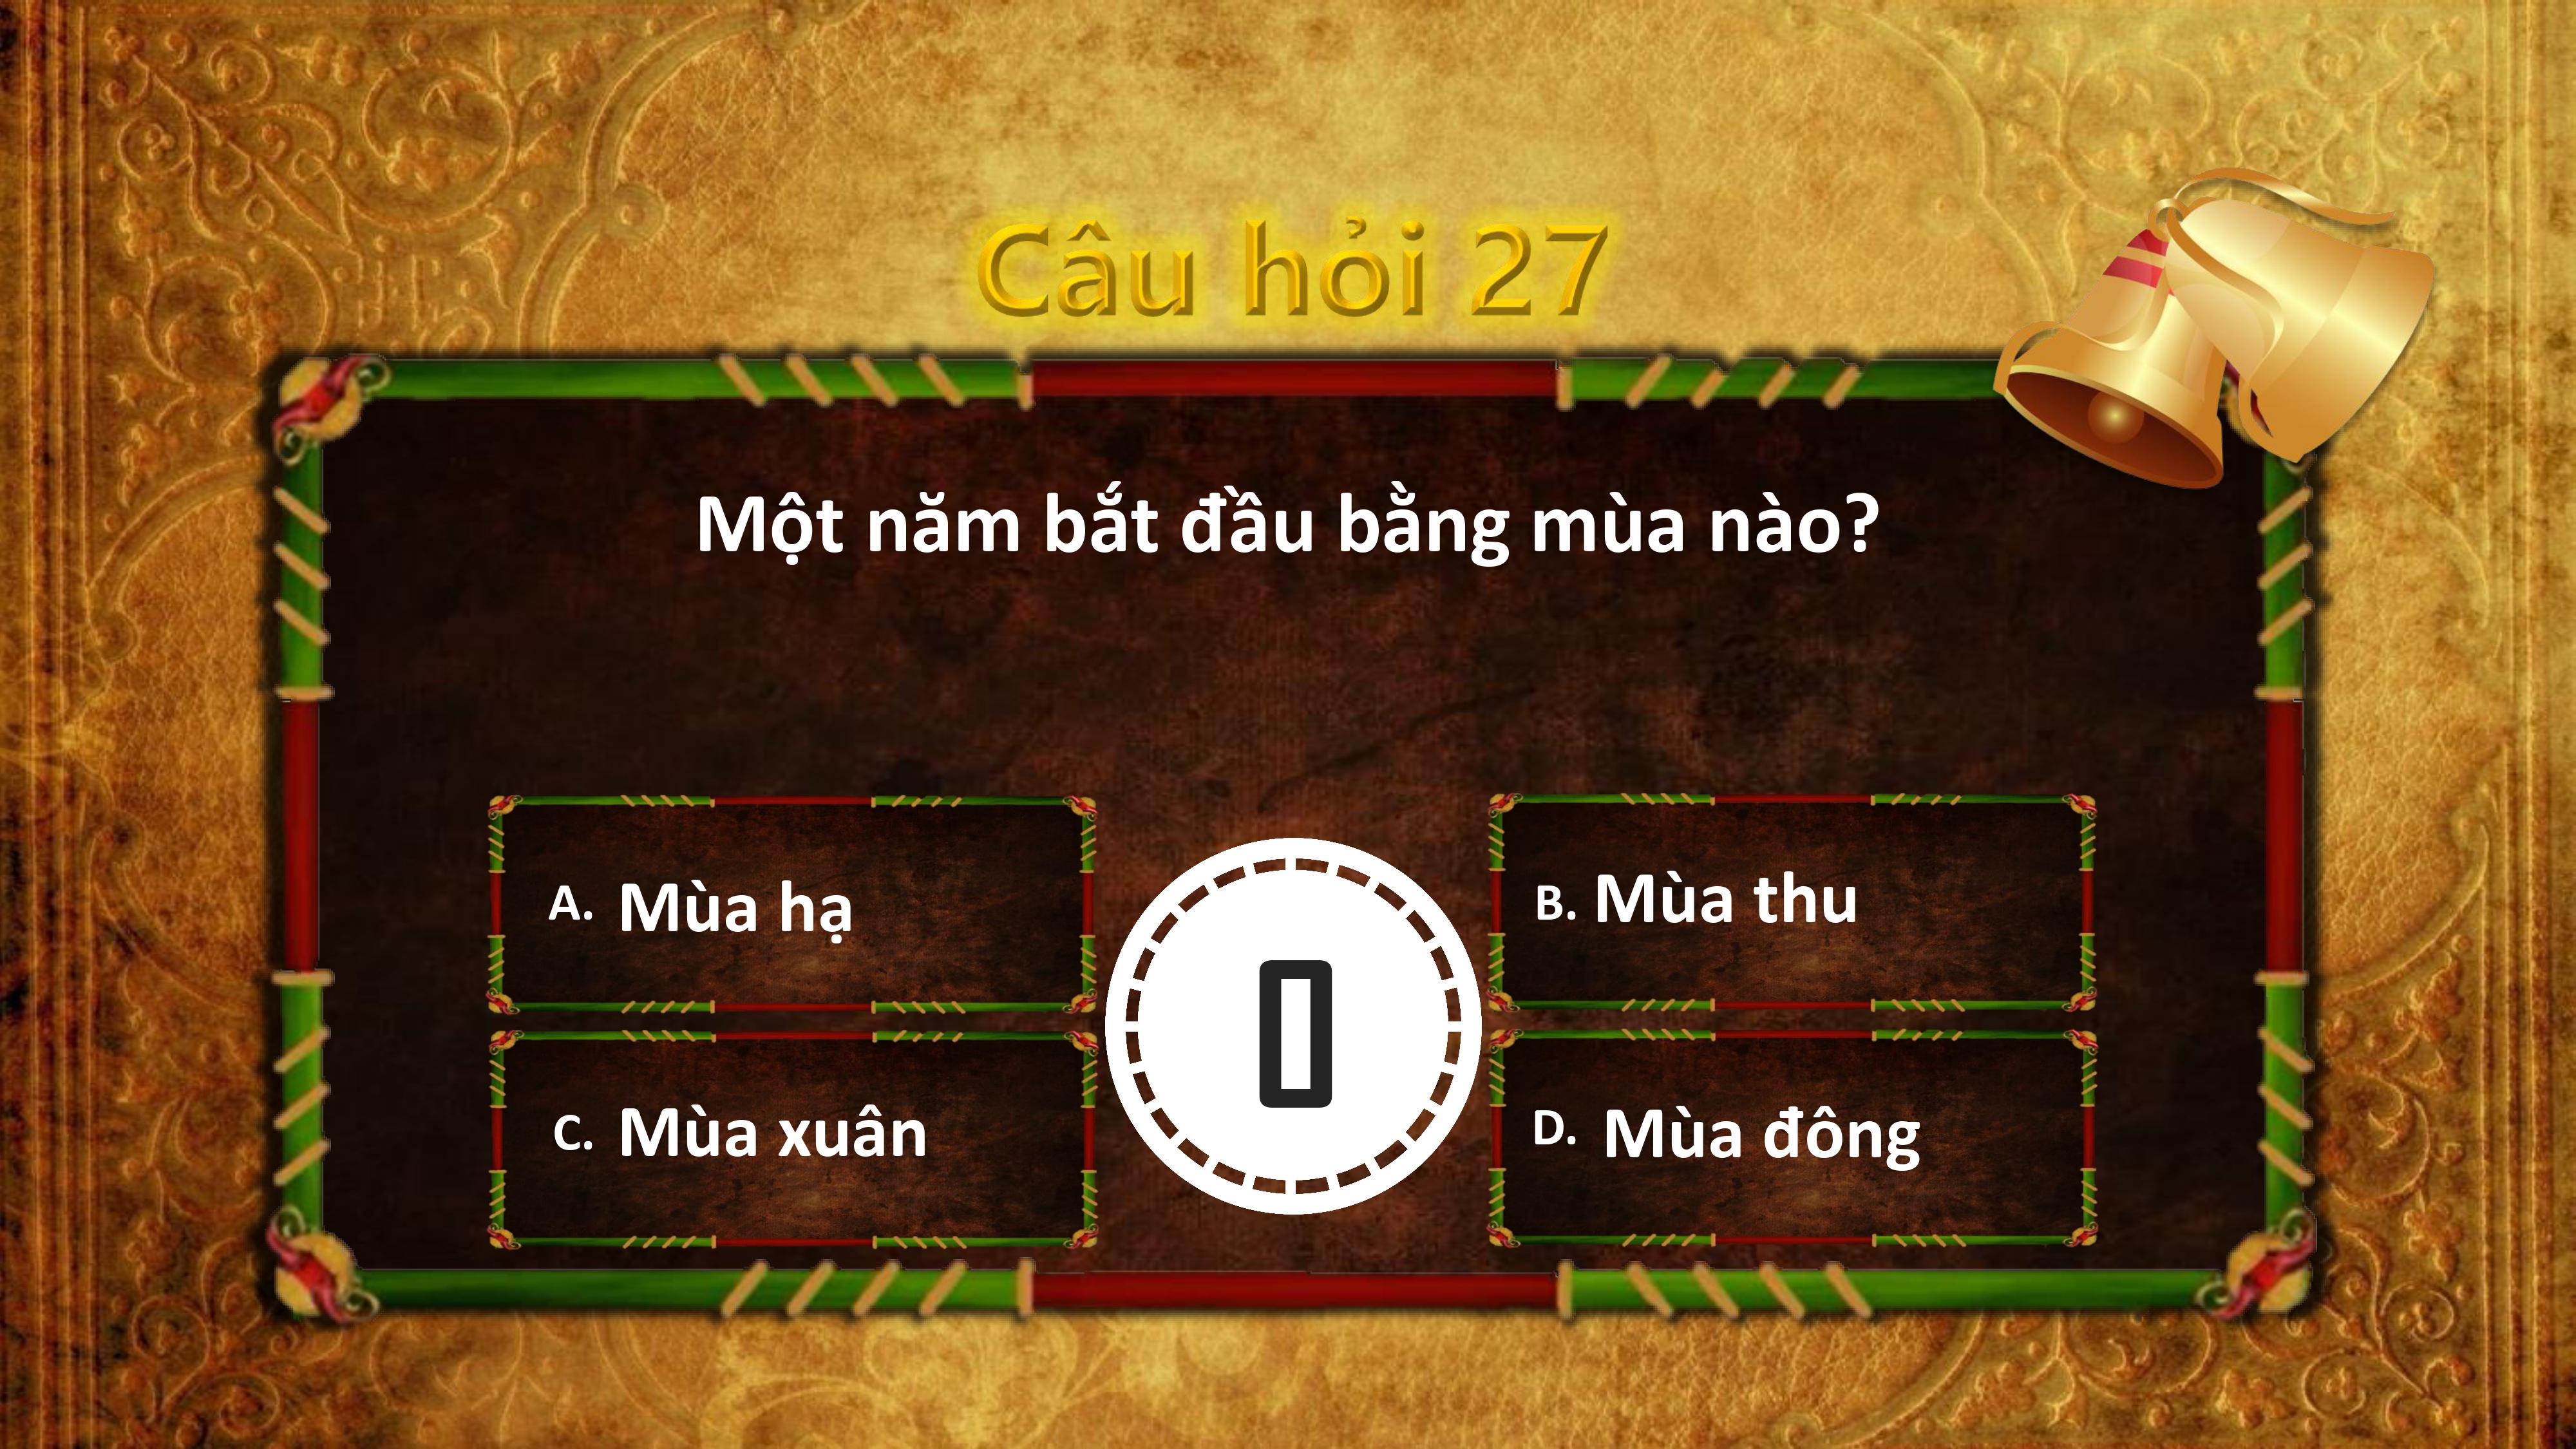 Câu hỏi 27
Một năm bắt đầu bằng mùa nào?
A. Mùa hạ
B. Mùa thu
C. Mùa xuân
D. Mùa đông